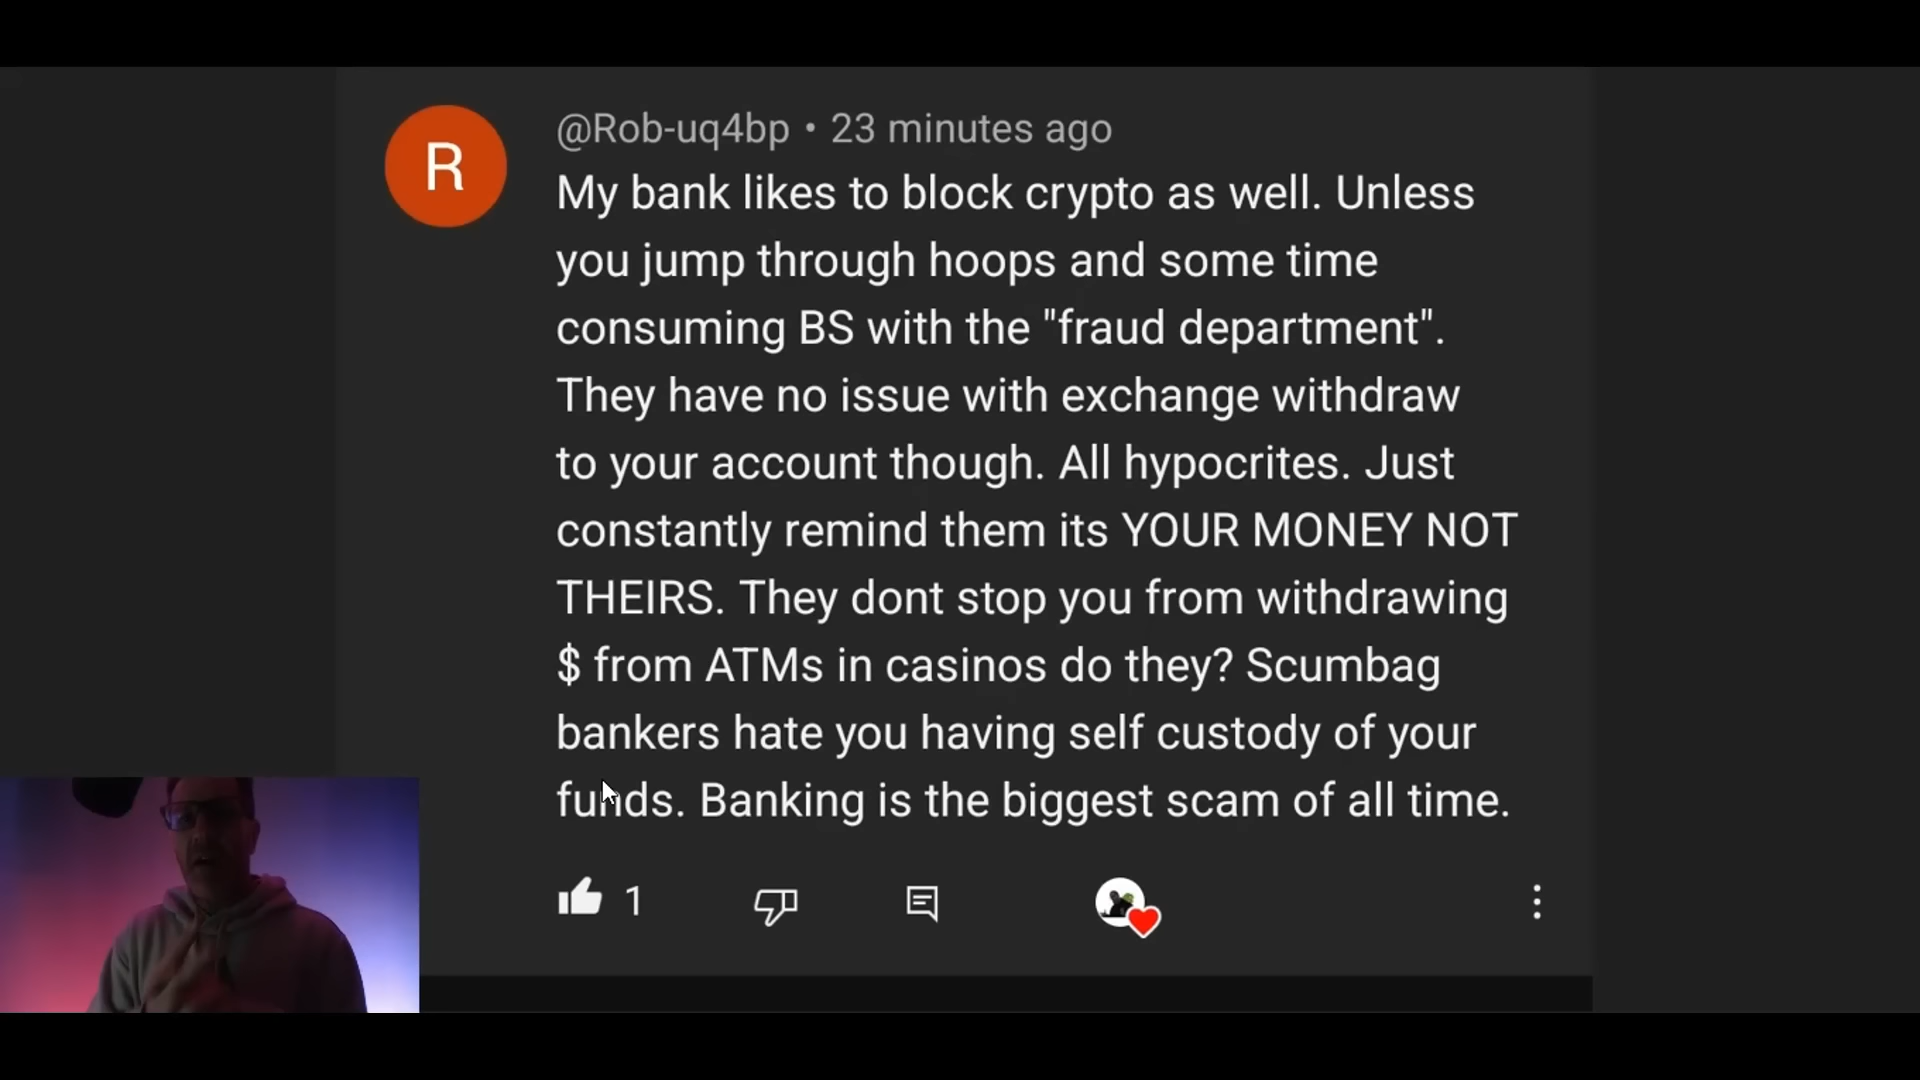 R
@Rob-uq4bp • 23 minutes ago
My bank likes to block crypto as well. Unless
you jump through hoops and some time
consuming BS with the "fraud department".
They have no issue with exchange withdraw
to your account though. All hypocrites. Just
constantly remind them its YOUR MONEY NOT
THEIRS. They dont stop you from withdrawing
$ from ATMs in casinos do they? Scumbag
bankers hate you having self custody of your
funds. Banking is the biggest scam of all time.
1